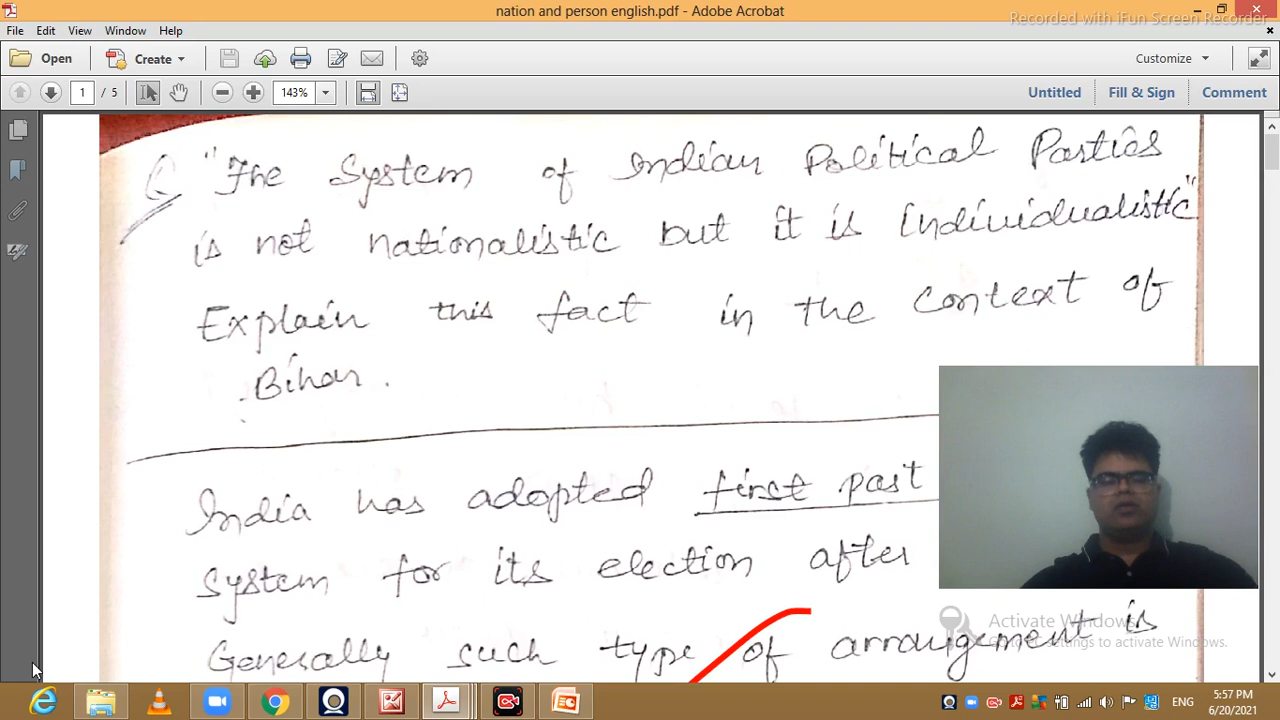 nation and person english.pdf - Adobe Acrobat
Recorded with iFun Screen Recorder
File Edit View Window Help
Open Create Customize
1 / 5 143% Untitled Fill & Sign Comment
Q "The System of Indian Political Parties
is not nationalistic but it is Individualistic"
Explain this fact in the context of
Bihar.
India has adopted first past
system for its election after
Generally such type of arrangement is
Activate Windows
Go to PC settings to activate Windows.
ENG 5:57 PM
6/20/2021